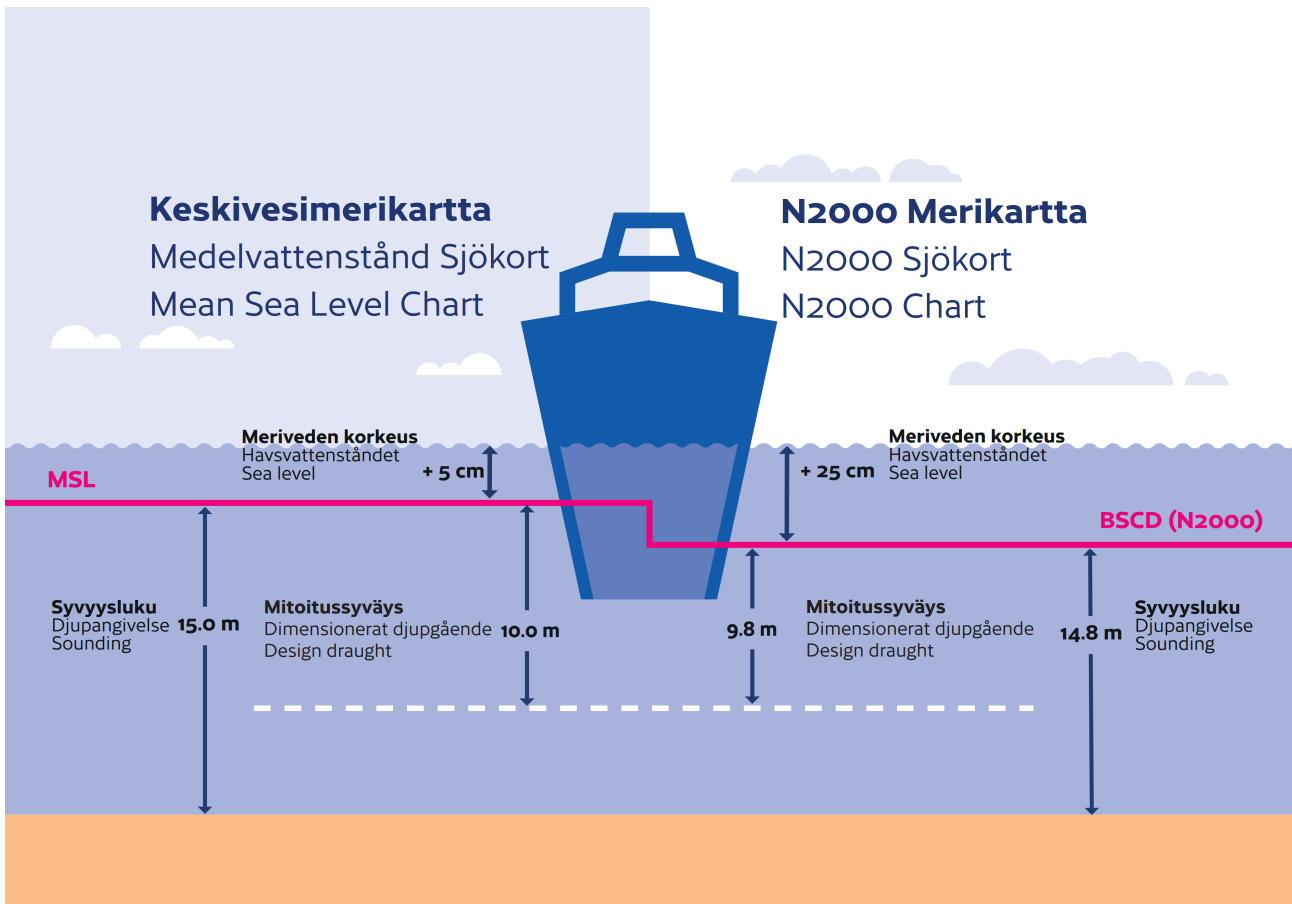 Keskivesimerikartta
Medelvattenstånd Sjökort
Mean Sea Level Chart
N2000 Merikartta
N2000 Sjökort
N2000 Chart
Meriveden korkeus
Havsvattenståndet
Sea level
+ 5 cm
+ 25 cm
Meriveden korkeus
Havsvattenståndet
Sea level
MSL
BSCD (N2000)
Syvyysluku
Djupangivelse
Sounding
15.0 m
Mitoitussyväys
Dimensionerat djupgående
Design draught
10.0 m
9.8 m
Mitoitussyväys
Dimensionerat djupgående
Design draught
14.8 m
Syvyysluku
Djupangivelse
Sounding